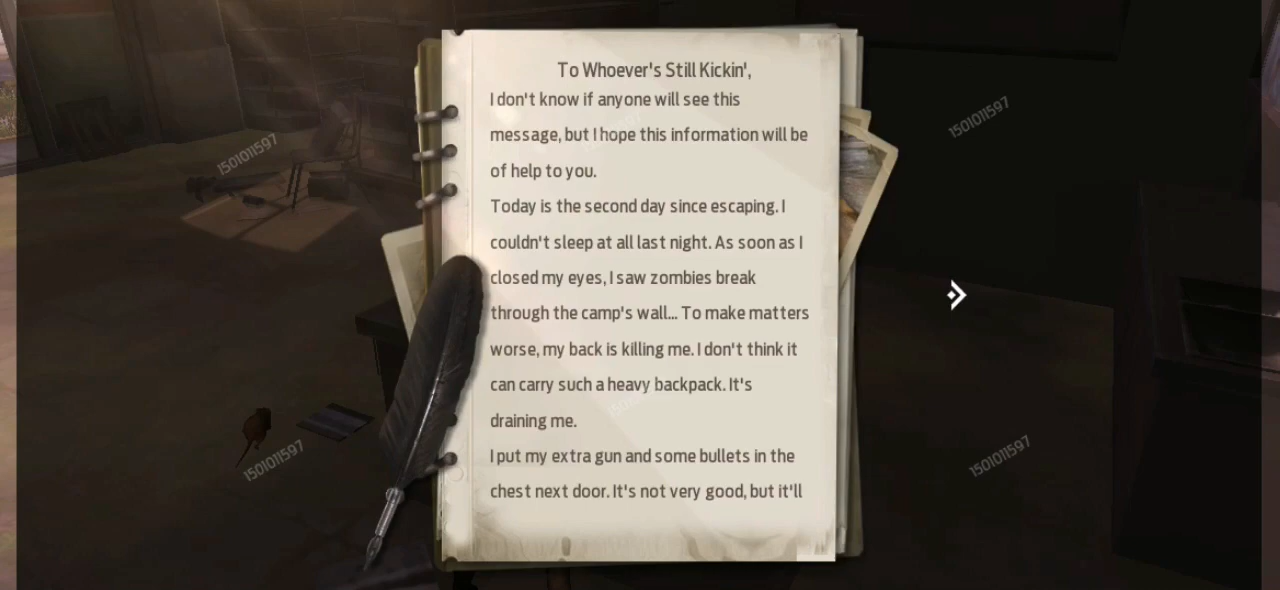 To Whoever's Still Kickin',
I don't know if anyone will see this
message, but I hope this information will be
of help to you.
Today is the second day since escaping. I
couldn't sleep at all last night. As soon as I
closed my eyes, I saw zombies break
through the camp's wall... To make matters
worse, my back is killing me. I don't think it
can carry such a heavy backpack. It's
draining me.
I put my extra gun and some bullets in the
chest next door. It's not very good, but it'll
1501011597
1501011597
1501011597
1501011597